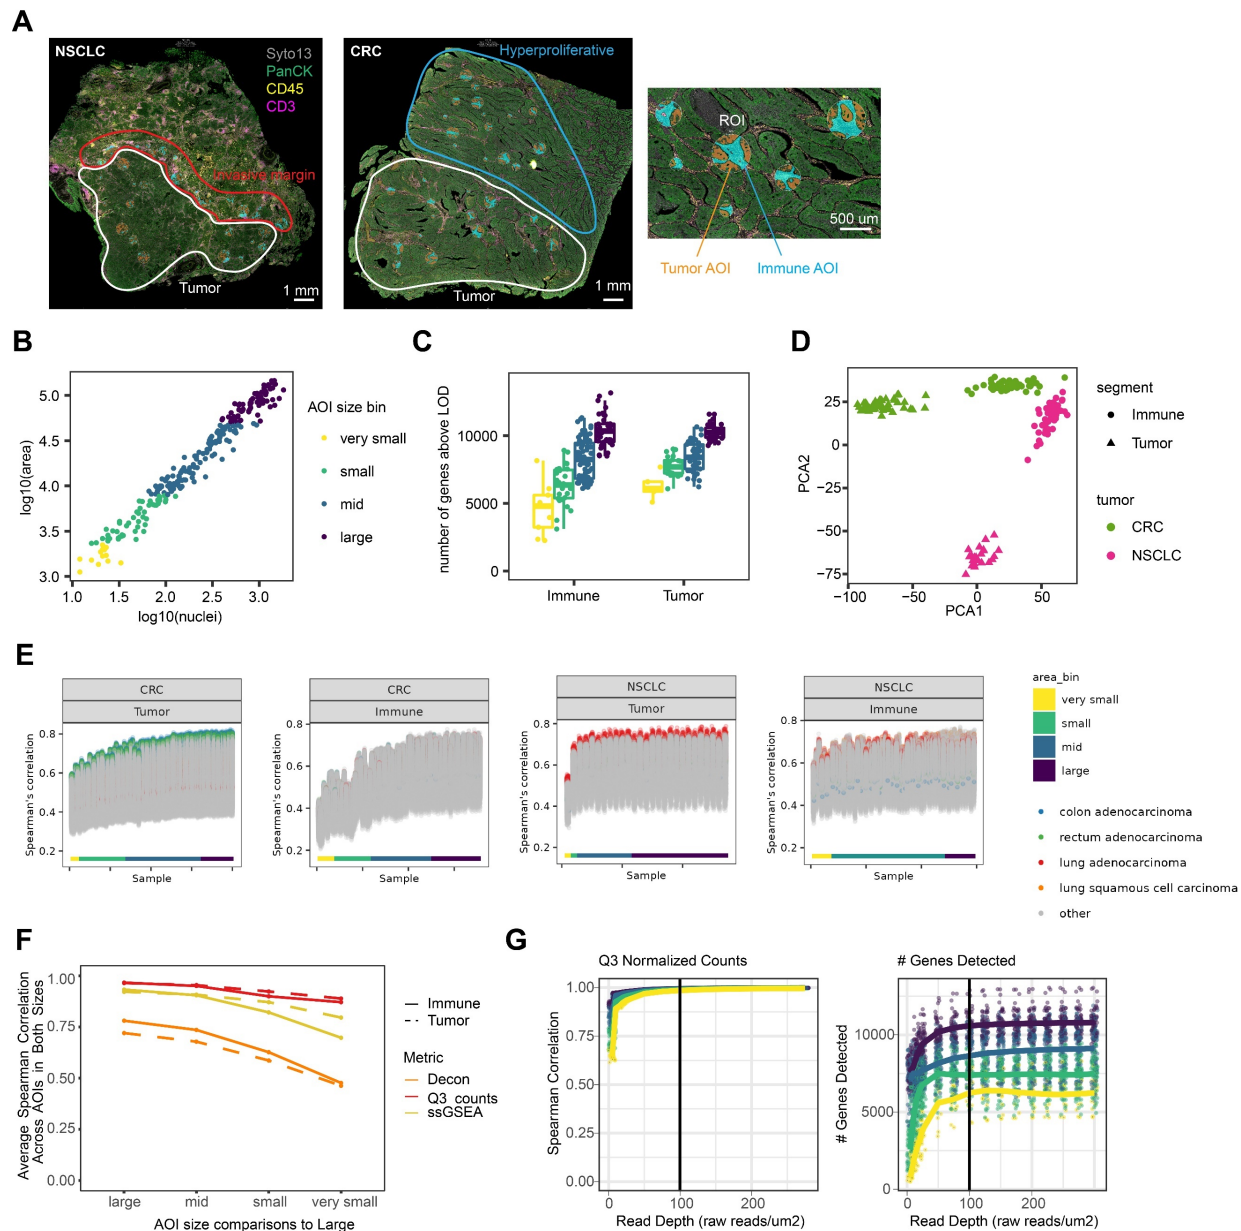 A
NSCLC
Syto13
PanCK
CD45
CD3
Invasive margin
Tumor
1 mm
CRC
Hyperproliferative
Tumor
1 mm
ROI
500 um
Tumor AOI
Immune AOI
B
log10(area)
5.0
4.5
4.0
3.5
3.0
1.0 1.5 2.0 2.5 3.0
log10(nuclei)
AOI size bin
very small
small
mid
large
C
number of genes above LOD
10000
5000
0
Immune Tumor
D
PCA2
25
0
−25
−50
−75
−100 −50 0 50
PCA1
segment
Immune
Tumor
tumor
CRC
NSCLC
E
CRC
Tumor
Spearman's correlation
0.8
0.6
0.4
0.2
Sample
CRC
Immune
Spearman's correlation
0.8
0.6
0.4
0.2
Sample
NSCLC
Tumor
Spearman's correlation
0.8
0.6
0.4
0.2
Sample
NSCLC
Immune
Spearman's correlation
0.8
0.6
0.4
0.2
Sample
area_bin
very small
small
mid
large
colon adenocarcinoma
rectum adenocarcinoma
lung adenocarcinoma
lung squamous cell carcinoma
other
F
Average Spearman Correlation
Across AOIs in Both Sizes
1.00
0.75
0.50
0.25
0.00
large mid small very small
AOI size comparisons to Large
Immune
Tumor
Metric
Decon
Q3 counts
ssGSEA
G
Q3 Normalized Counts
Spearman Correlation
1.00
0.75
0.50
0.25
0.00
0 100 200
Read Depth (raw reads/um2)
# Genes Detected
# Genes Detected
10000
5000
0
0 100 200
Read Depth (raw reads/um2)